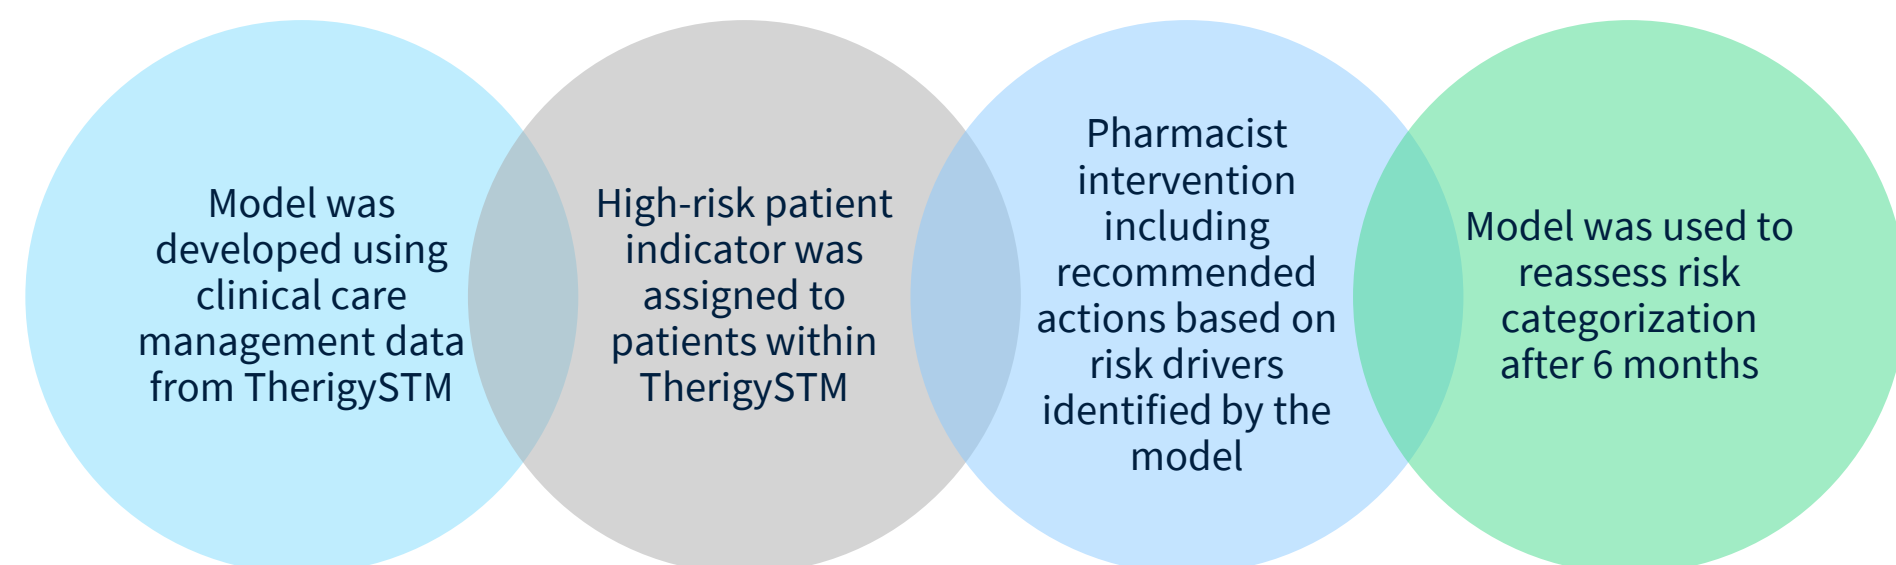 Model was
developed using
clinical care
management data
from TherigySTM
High-risk patient
indicator was
assigned to
patients within
TherigySTM
Pharmacist
intervention
including
recommended
actions based on
risk drivers
identified by the
model
Model was used to
reassess risk
categorization
after 6 months